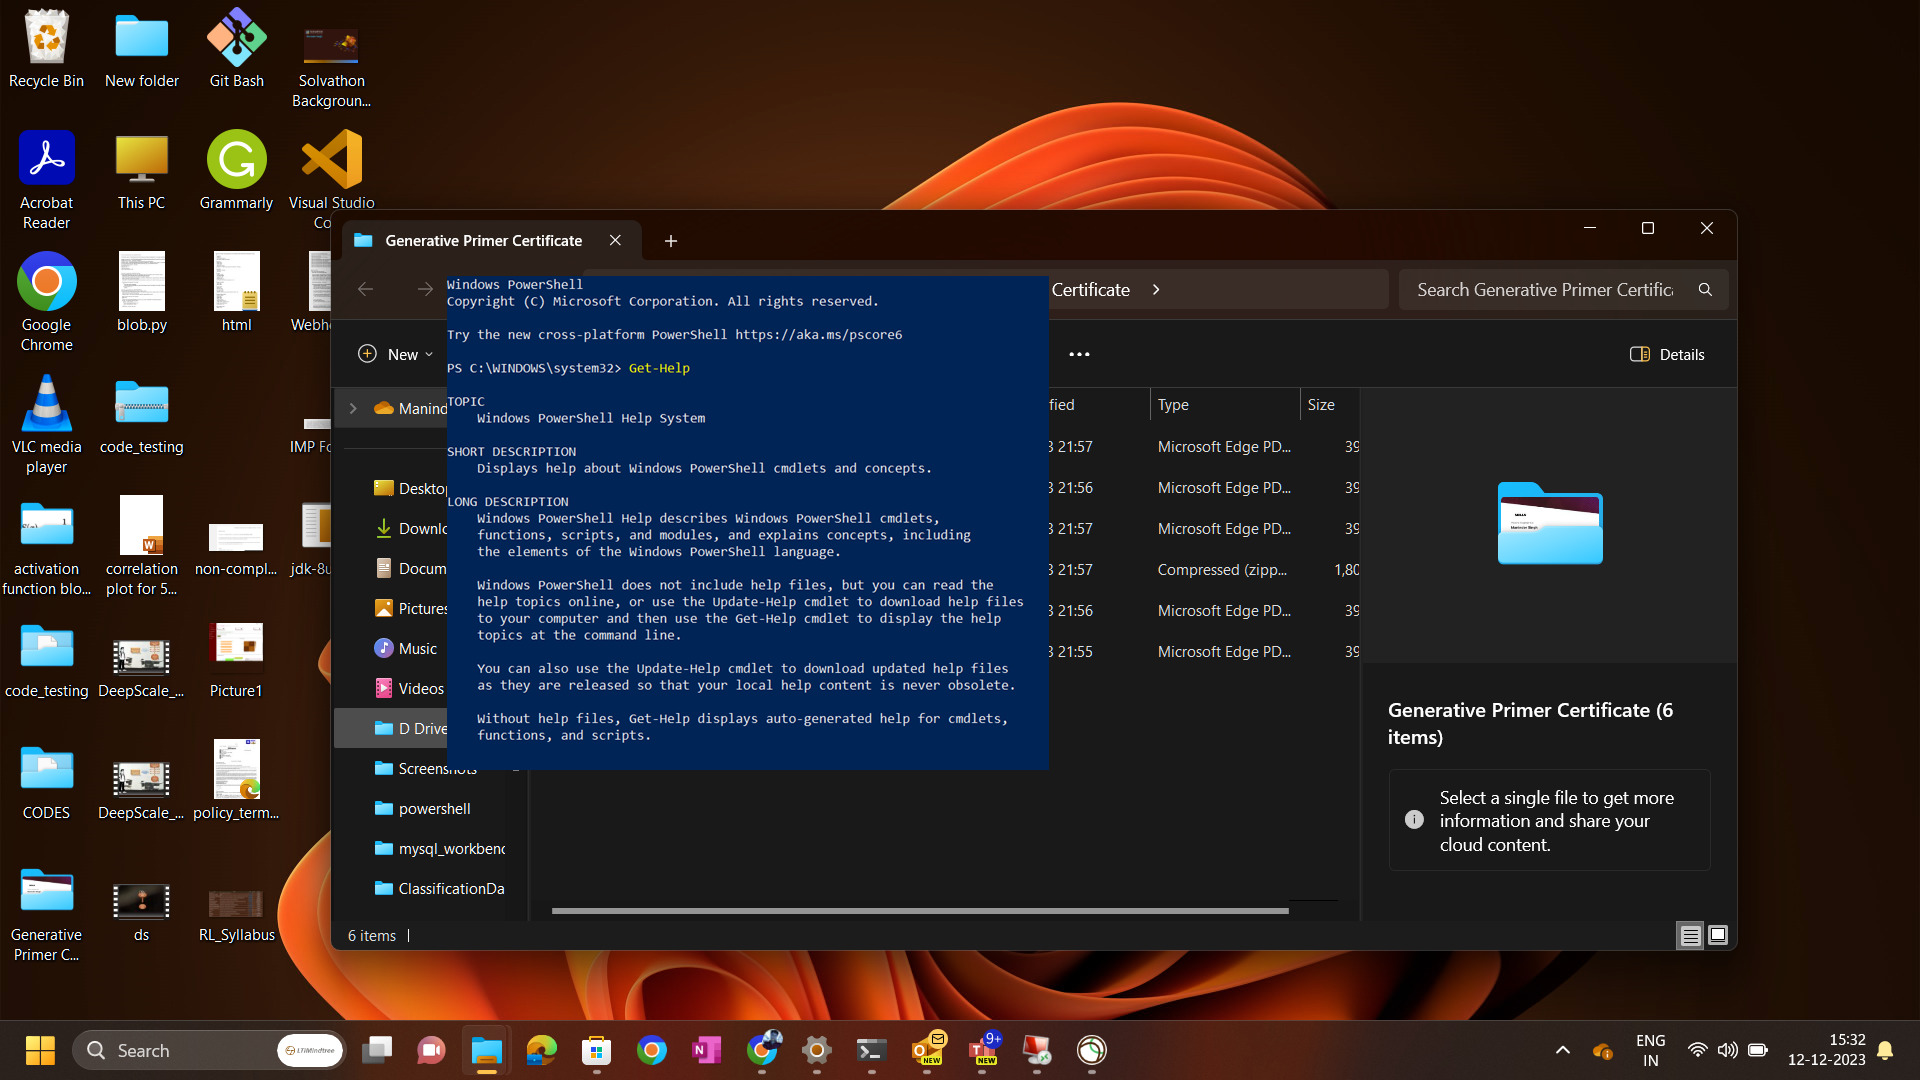 Recycle Bin
New folder
Git Bash
Solvathon
Backgroun...
Acrobat
Reader
This PC
Grammarly
Visual Studio
Co
Google
Chrome
blob.py
html
Webh
VLC media
player
code_testing
IMP Fo
activation
function blo...
correlation
plot for 5...
non-compl...
jdk-8u
code_testing
DeepScale_...
Picture1
CODES
DeepScale_...
policy_term...
Generative
Primer C...
ds
RL_Syllabus
Generative Primer Certificate
Certificate
Search Generative Primer Certific
New
Details
Manind
Deskto
Downlo
Docum
Pictures
Music
Videos
D Drive
Screenshots
powershell
mysql_workbenc
ClassificationDa
Windows PowerShell
Copyright (C) Microsoft Corporation. All rights reserved.
Try the new cross-platform PowerShell https://aka.ms/pscore6
PS C:\WINDOWS\system32> Get-Help
TOPIC
Windows PowerShell Help System
SHORT DESCRIPTION
Displays help about Windows PowerShell cmdlets and concepts.
LONG DESCRIPTION
Windows PowerShell Help describes Windows PowerShell cmdlets,
functions, scripts, and modules, and explains concepts, including
the elements of the Windows PowerShell language.
Windows PowerShell does not include help files, but you can read the
help topics online, or use the Update-Help cmdlet to download help files
to your computer and then use the Get-Help cmdlet to display the help
topics at the command line.
You can also use the Update-Help cmdlet to download updated help files
as they are released so that your local help content is never obsolete.
Without help files, Get-Help displays auto-generated help for cmdlets,
functions, and scripts.
fied Type Size
3 21:57 Microsoft Edge PD... 39
3 21:56 Microsoft Edge PD... 39
3 21:57 Microsoft Edge PD... 39
3 21:57 Compressed (zipp... 1,80
3 21:56 Microsoft Edge PD... 39
3 21:55 Microsoft Edge PD... 39
Generative Primer Certificate (6
items)
Select a single file to get more
information and share your
cloud content.
6 items
Search
LTIMindtree
NEW
9+
NEW
ENG
IN
15:32
12-12-2023